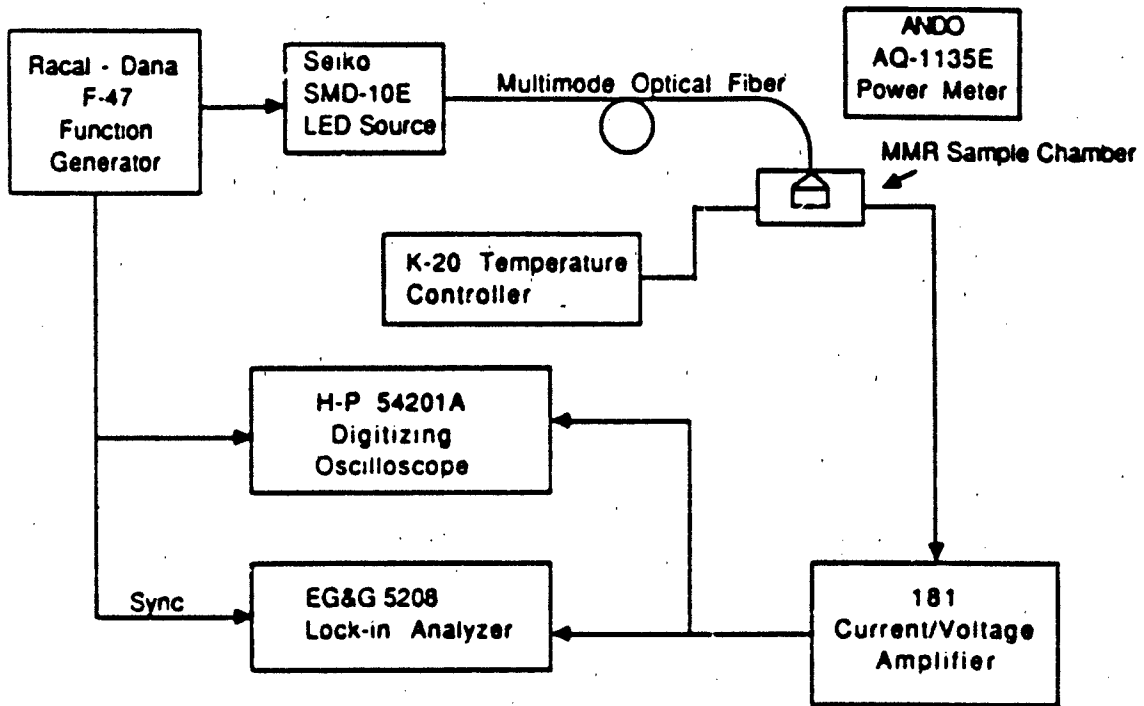 Racal - Dana
F-47
Function
Generator
Seiko
SMD-10E
LED Source
Multimode Optical Fiber
ANDO
AQ-1135E
Power Meter
MMR Sample Chamber
K-20 Temperature
Controller
H-P 54201A
Digitizing
Oscilloscope
Sync
EG&G 5208
Lock-in Analyzer
181
Current/Voltage
Amplifier